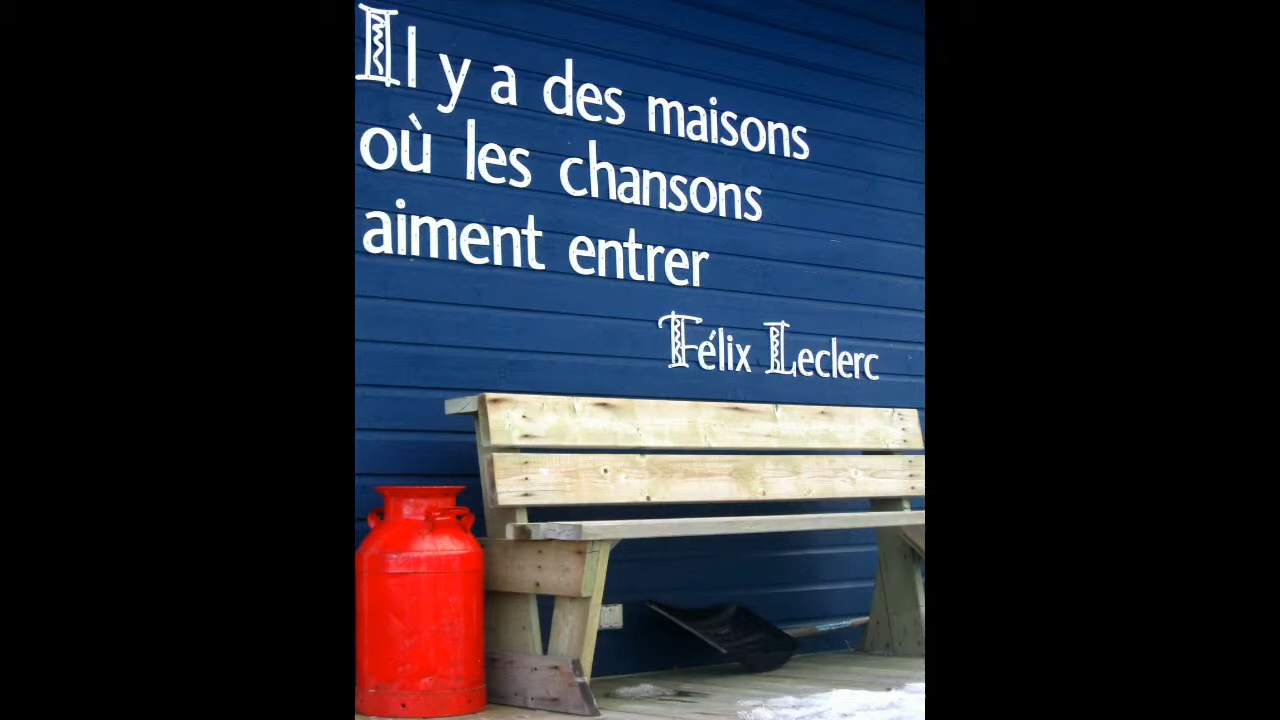 Il y a des maisons
où les chansons
aiment entrer
Félix Leclerc